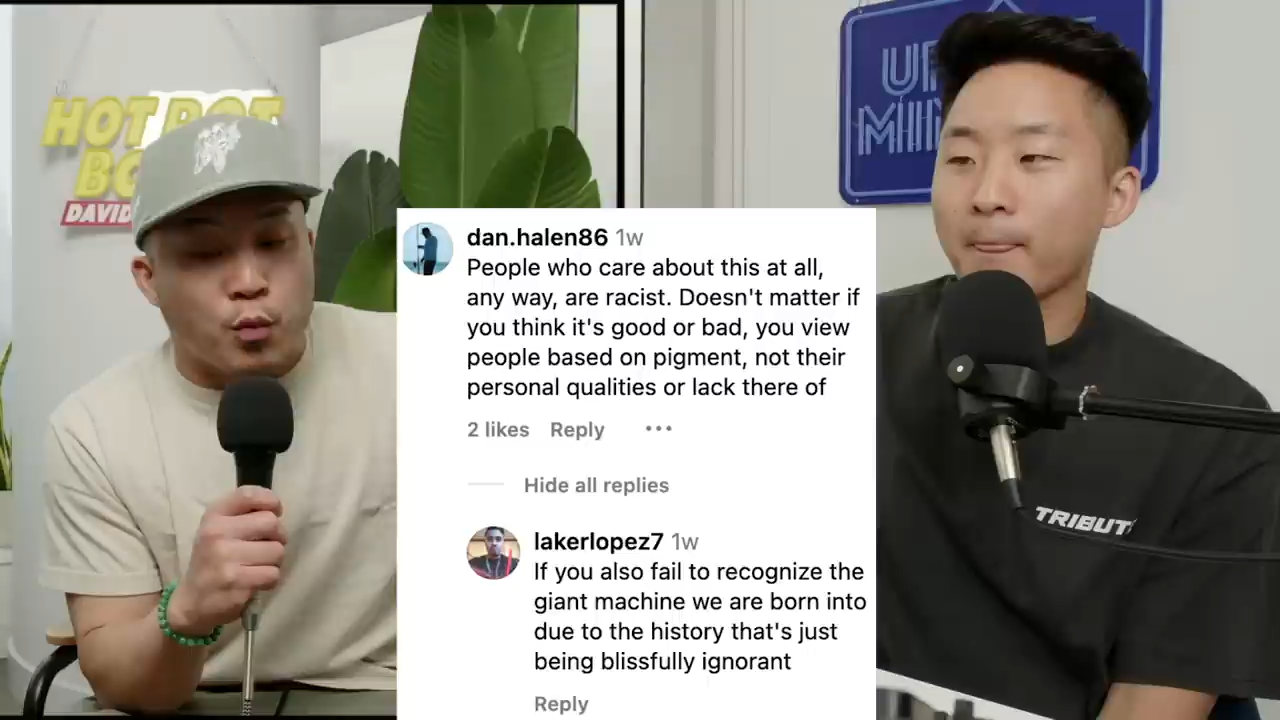 HOT POT
DAVID
UP
TRIBUT
dan.halen86 1w
People who care about this at all,
any way, are racist. Doesn't matter if
you think it's good or bad, you view
people based on pigment, not their
personal qualities or lack there of
2 likes Reply •••
Hide all replies
lakerlopez7 1w
If you also fail to recognize the
giant machine we are born into
due to the history that's just
being blissfully ignorant
Reply